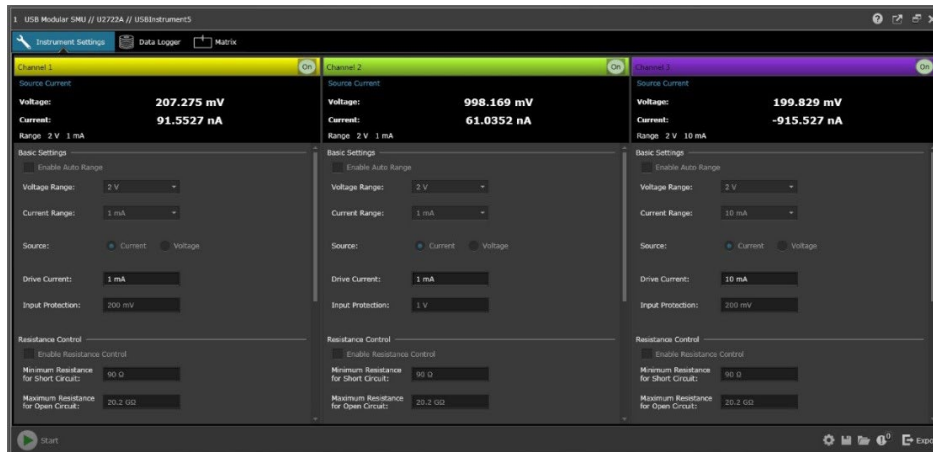 1 USB Modular SMU // U2722A // USBInstrument5
Instrument Settings Data Logger Matrix
Channel 1 On
Source Current
Voltage: 207.275 mV
Current: 91.5527 nA
Range 2 V 1 mA
Basic Settings
Enable Auto Range
Voltage Range: 2 V
Current Range: 1 mA
Source: Current Voltage
Drive Current: 1 mA
Input Protection: 200 mV
Resistance Control
Enable Resistance Control
Minimum Resistance
for Short Circuit: 90 Ω
Maximum Resistance
for Open Circuit: 20.2 GΩ
Channel 2 On
Source Current
Voltage: 998.169 mV
Current: 61.0352 nA
Range 2 V 1 mA
Basic Settings
Enable Auto Range
Voltage Range: 2 V
Current Range: 1 mA
Source: Current Voltage
Drive Current: 1 mA
Input Protection: 1 V
Resistance Control
Enable Resistance Control
Minimum Resistance
for Short Circuit: 90 Ω
Maximum Resistance
for Open Circuit: 20.2 GΩ
Channel 3 On
Source Current
Voltage: 199.829 mV
Current: -915.527 nA
Range 2 V 10 mA
Basic Settings
Enable Auto Range
Voltage Range: 2 V
Current Range: 10 mA
Source: Current Voltage
Drive Current: 10 mA
Input Protection: 200 mV
Resistance Control
Enable Resistance Control
Minimum Resistance
for Short Circuit: 90 Ω
Maximum Resistance
for Open Circuit: 20.2 GΩ
Start 0 Expo